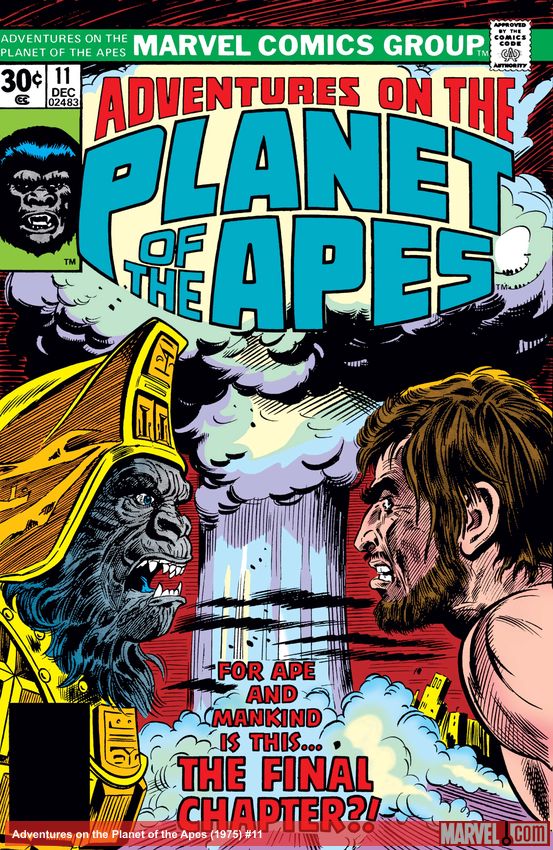 ADVENTURES ON THE
PLANET OF THE APES
MARVEL COMICS GROUP
TM
APPROVED
BY THE
COMICS
CODE
AUTHORITY
30¢
11
DEC
02483
CC
TM
ADVENTURES ON THE
PLANET
OF
THE APES
TM
FOR APE
AND
MANKIND
IS THIS...
THE FINAL
CHAPTER?!
Adventures on the Planet of the Apes (1975) #11
MARVEL.com